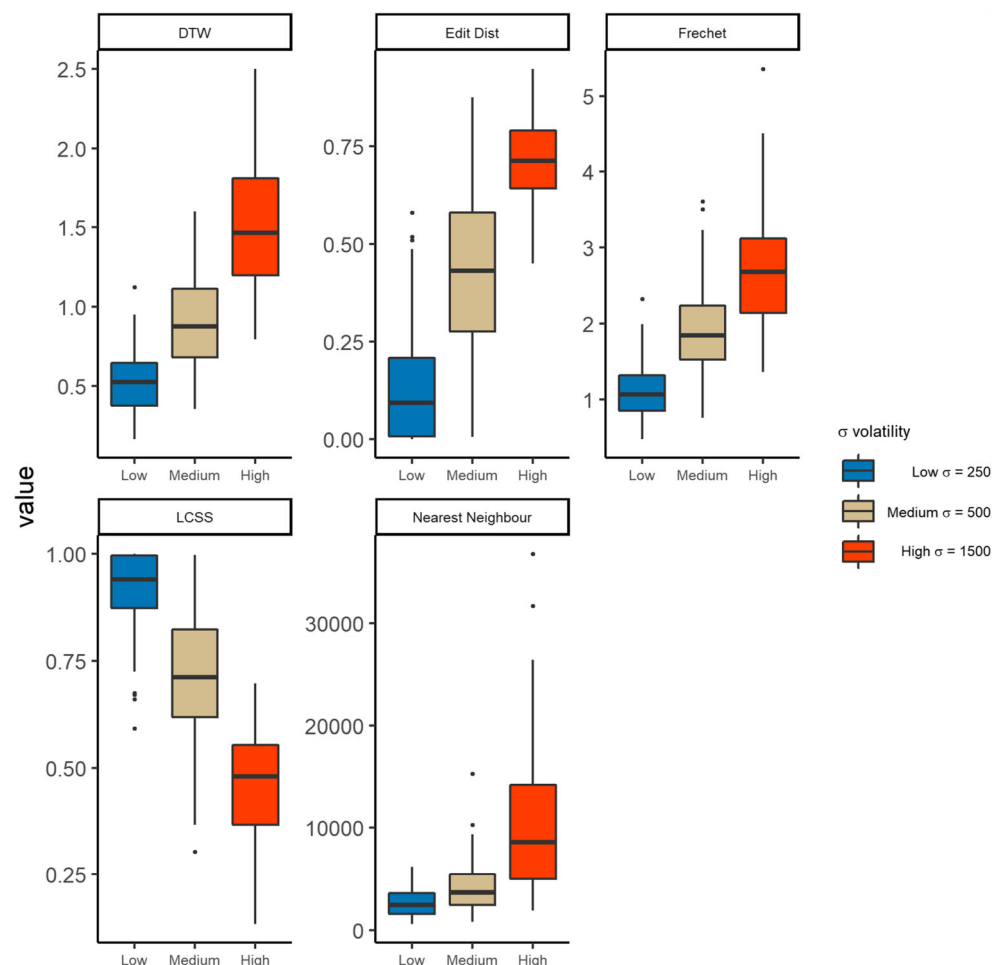 DTW
Edit Dist
Frechet
2.5
2.0
1.5
1.0
0.5
0.75
0.50
0.25
0.00
5
4
3
2
1
Low Medium High
Low Medium High
Low Medium High
value
LCSS
Nearest Neighbour
1.00
0.75
0.50
0.25
30000
20000
10000
0
Low Medium High
Low Medium High
σ volatility
Low σ = 250
Medium σ = 500
High σ = 1500